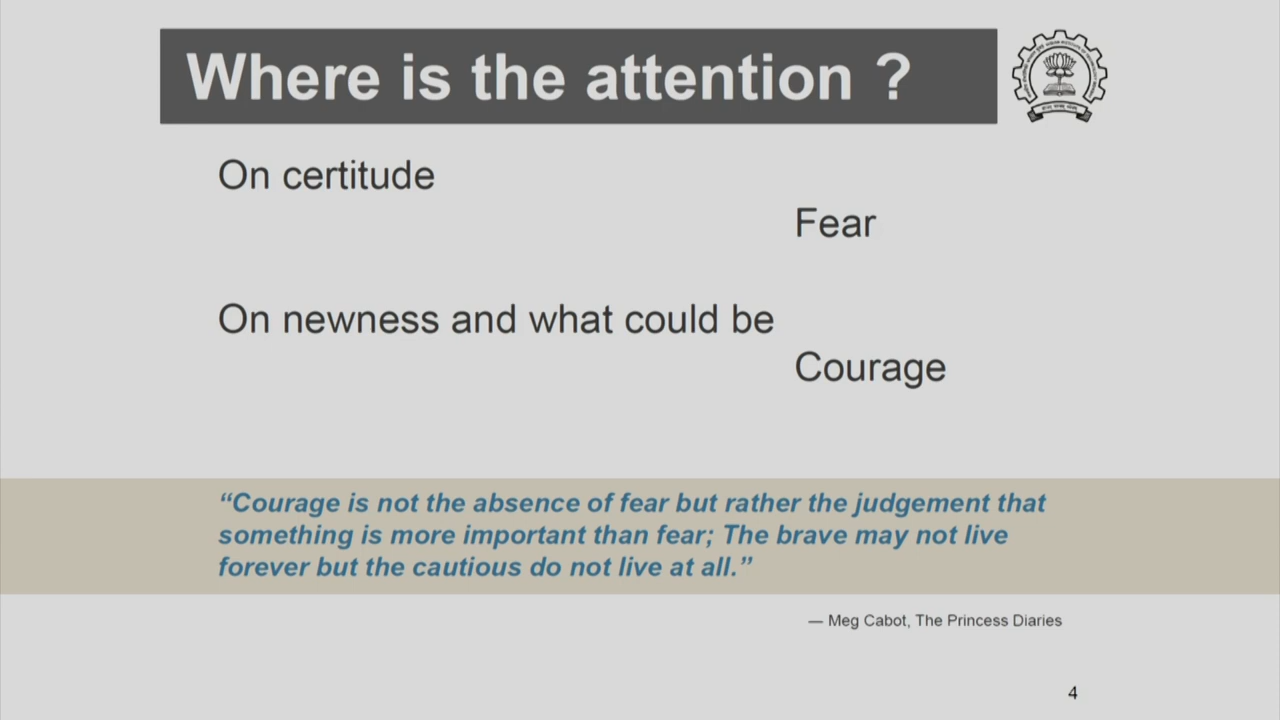 Where is the attention ?
On certitude
Fear
On newness and what could be
Courage
“Courage is not the absence of fear but rather the judgement that
something is more important than fear; The brave may not live
forever but the cautious do not live at all.”
— Meg Cabot, The Princess Diaries
4